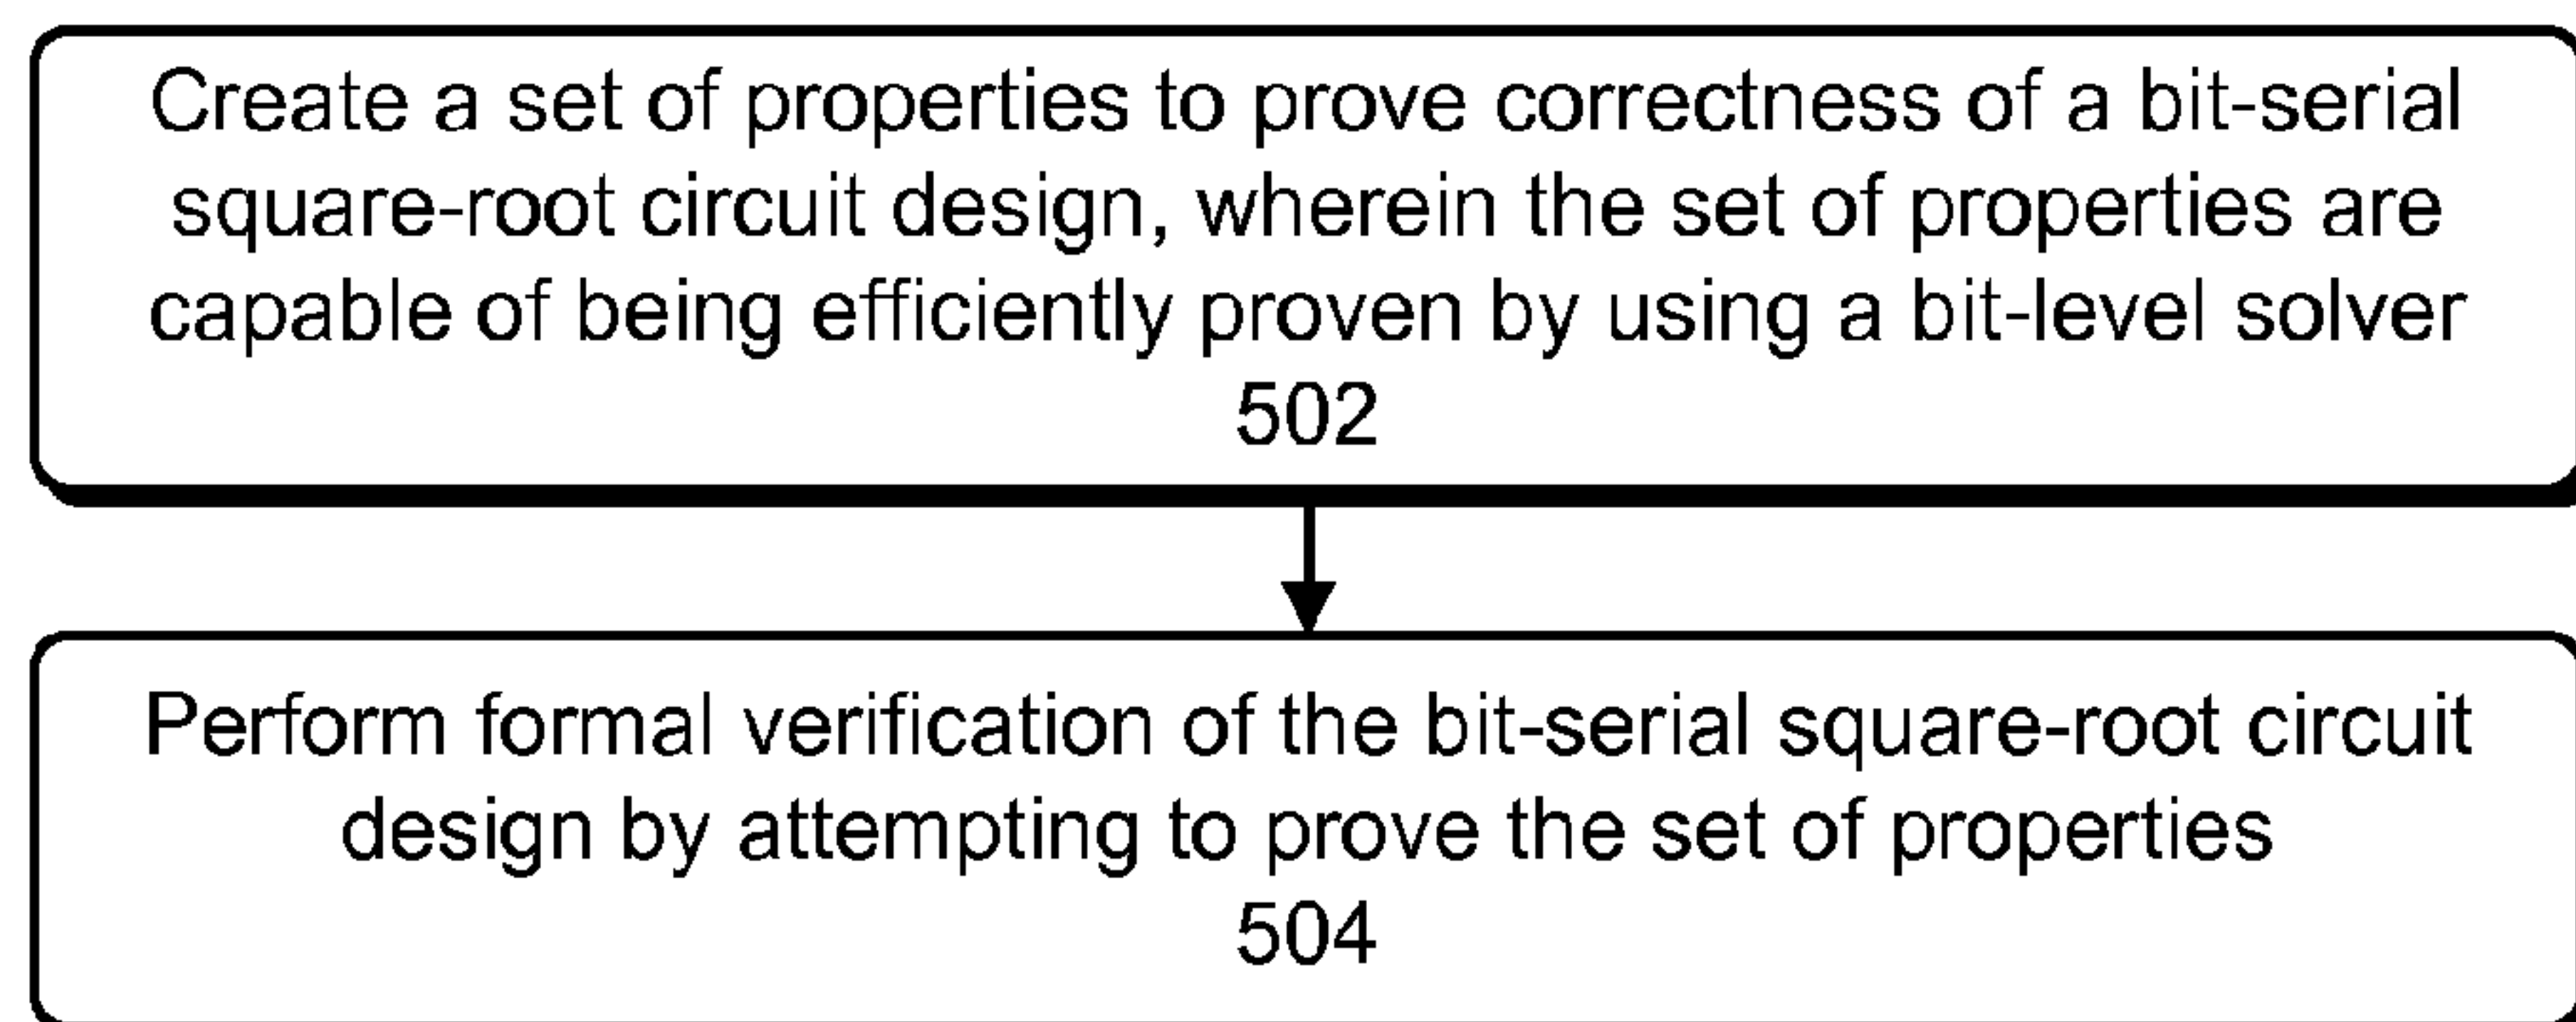 Create a set of properties to prove correctness of a bit-serial
square-root circuit design, wherein the set of properties are
capable of being efficiently proven by using a bit-level solver
502
Perform formal verification of the bit-serial square-root circuit
design by attempting to prove the set of properties
504